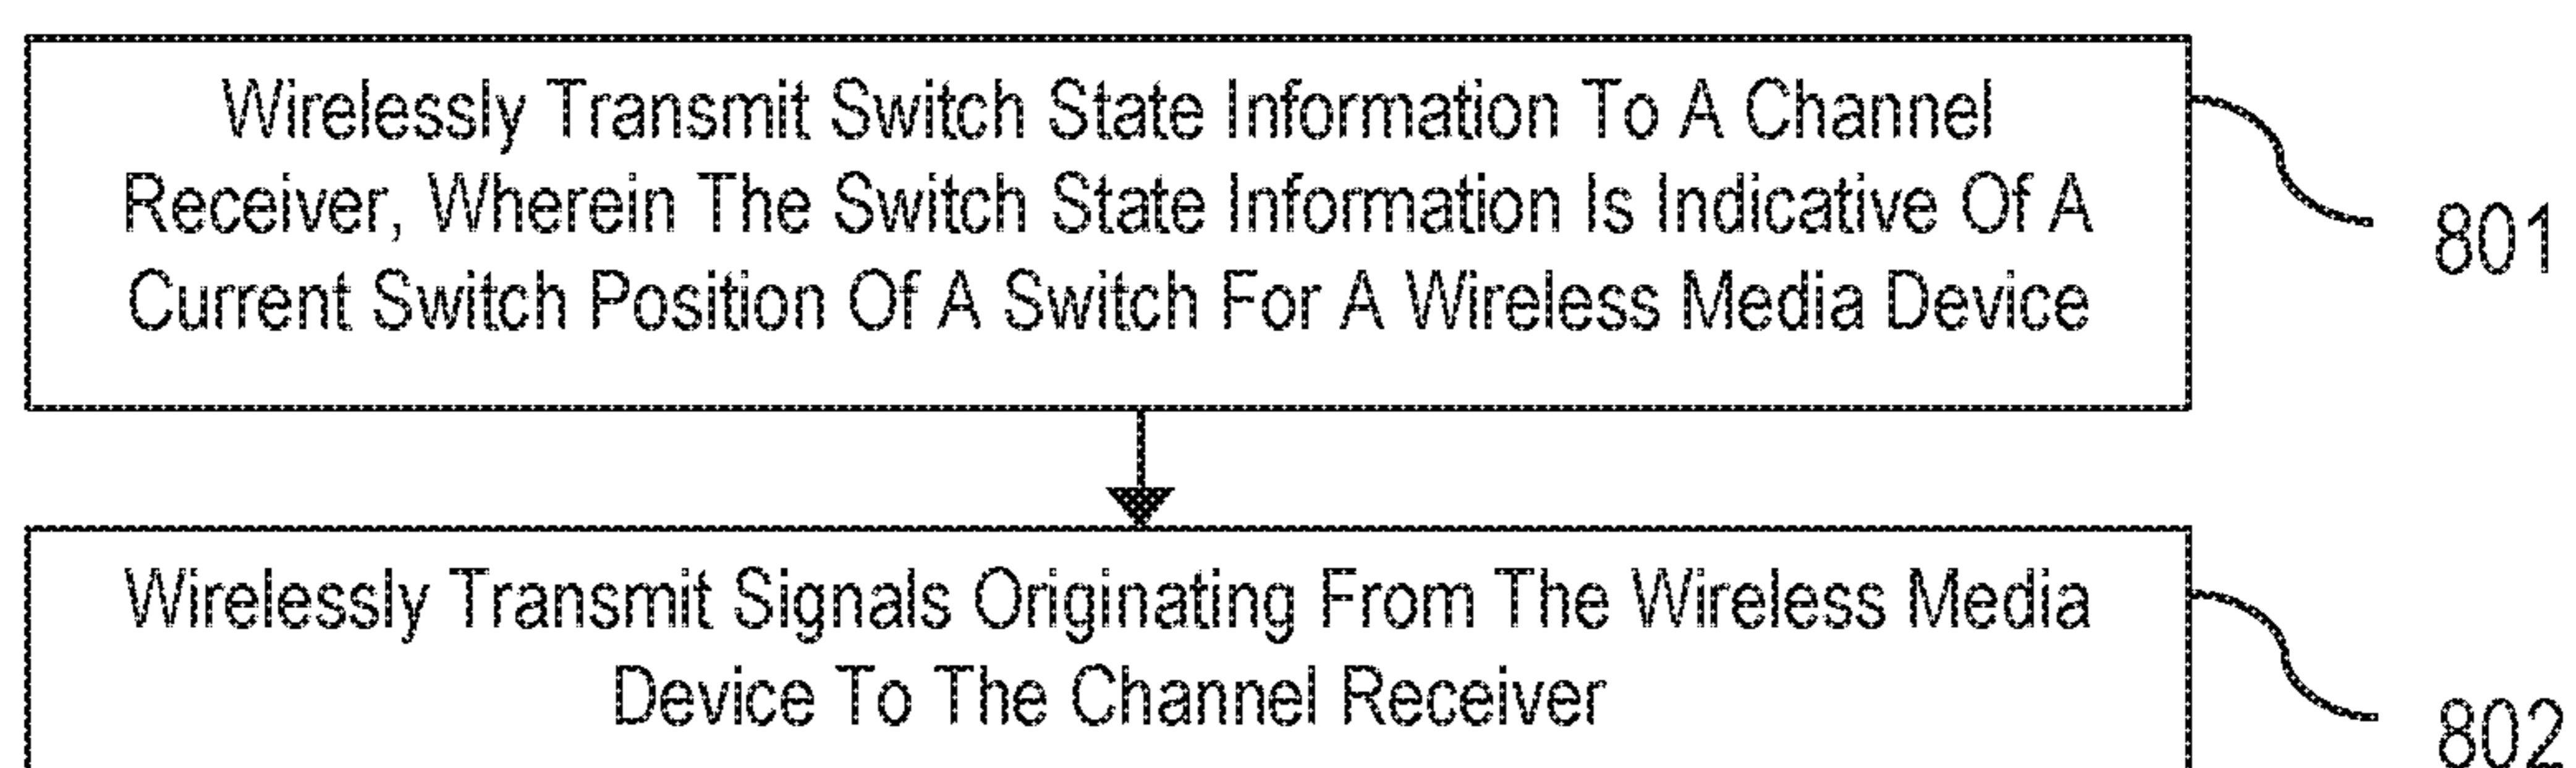 Wirelessly Transmit Switch State Information To A Channel
Receiver, Wherein The Switch State Information Is Indicative Of A
Current Switch Position Of A Switch For A Wireless Media Device
801
Wirelessly Transmit Signals Originating From The Wireless Media
Device To The Channel Receiver
802